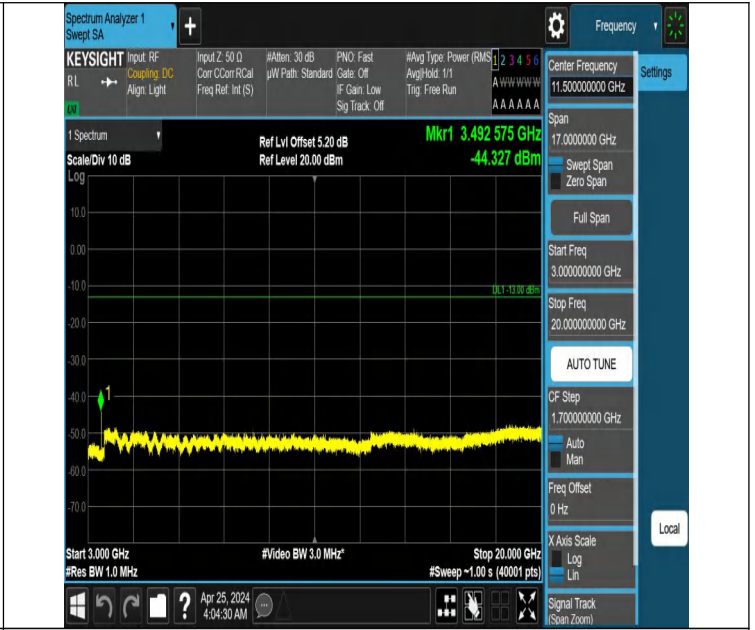 Spectrum Analyzer 1
Swept SA
+
Frequency
KEYSIGHT
RL
Input: RF
Coupling: DC
Align: Light
Input Z: 50 Ω
Corr CCorr RCal
Freq Ref: Int (S)
#Atten: 30 dB
µW Path: Standard
PNO: Fast
Gate: Off
IF Gain: Low
Sig Track: Off
#Avg Type: Power (RMS
Avg|Hold: 1/1
Trig: Free Run
1 2 3 4 5 6
A W W W W W
A A A A A A
LXI
1 Spectrum
Scale/Div 10 dB
Log
Ref Lvl Offset 5.20 dB
Ref Level 20.00 dBm
Mkr1 3.492 575 GHz
-44.327 dBm
10.0
0.00
-10.0
DL1 -13.00 dBm
-20.0
-30.0
-40.0
1
-50.0
-60.0
-70.0
Start 3.000 GHz
#Res BW 1.0 MHz
#Video BW 3.0 MHz*
Stop 20.000 GHz
#Sweep ~1.00 s (40001 pts)
?
Apr 25, 2024
4:04:30 AM
Center Frequency
11.500000000 GHz
Settings
Span
17.0000000 GHz
Swept Span
Zero Span
Full Span
Start Freq
3.000000000 GHz
Stop Freq
20.000000000 GHz
AUTO TUNE
CF Step
1.700000000 GHz
Auto
Man
Freq Offset
0 Hz
X Axis Scale
Log
Lin
Local
Signal Track
(Span Zoom)